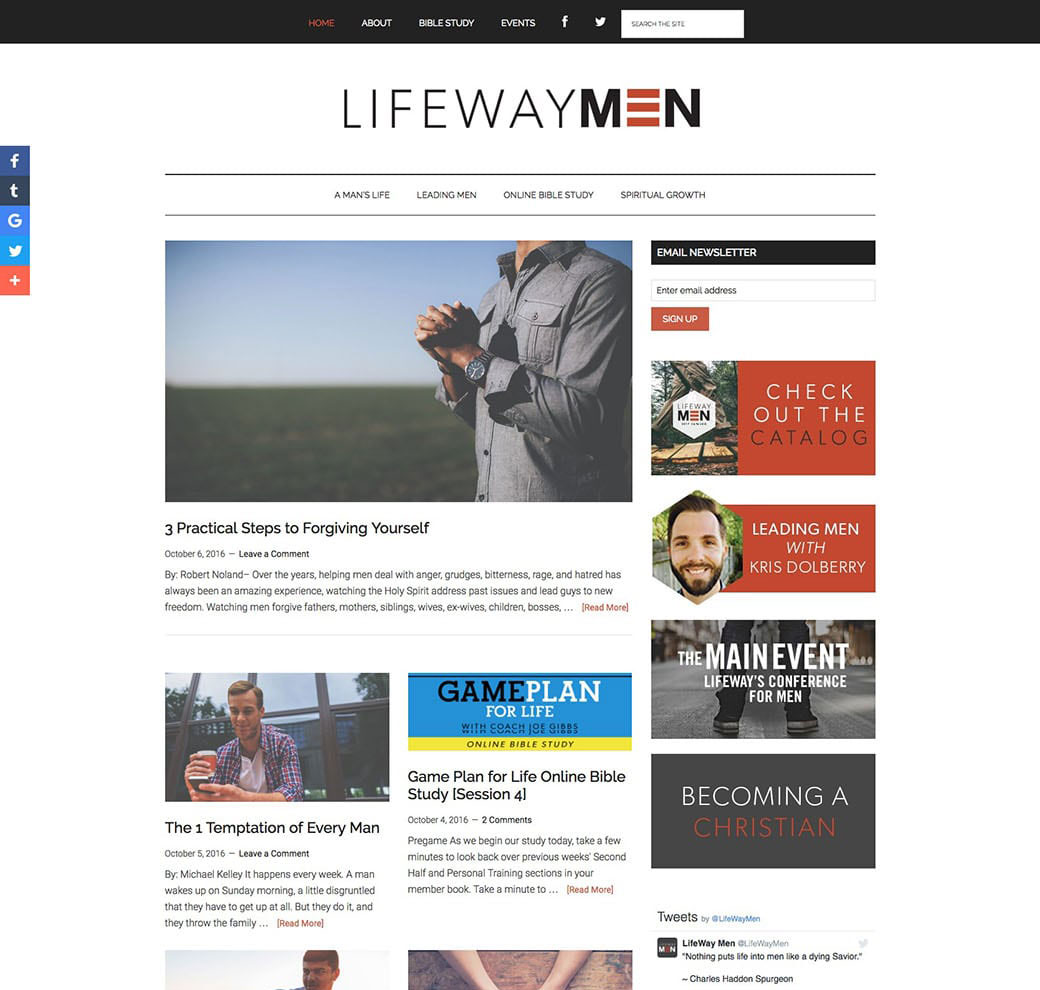 HOME ABOUT BIBLE STUDY EVENTS SEARCH THE SITE
LIFEWAYMEN
A MAN'S LIFE LEADING MEN ONLINE BIBLE STUDY SPIRITUAL GROWTH
3 Practical Steps to Forgiving Yourself
October 6, 2016 — Leave a Comment
By: Robert Noland– Over the years, helping men deal with anger, grudges, bitterness, rage, and hatred has
always been an amazing experience, watching the Holy Spirit address past issues and lead guys to new
freedom. Watching men forgive fathers, mothers, siblings, wives, ex-wives, children, bosses, … [Read More]
The 1 Temptation of Every Man
October 5, 2016 — Leave a Comment
By: Michael Kelley It happens every week. A man
wakes up on Sunday morning, a little disgruntled
that they have to get up at all. But they do it, and
they throw the family … [Read More]
GAMEPLAN
FOR LIFE
WITH COACH JOE GIBBS
WITH COACH JOE GIBBS
ONLINE BIBLE STUDY
Game Plan for Life Online Bible
Study [Session 4]
October 4, 2016 — 2 Comments
Pregame As we begin our study today, take a few
minutes to look back over previous weeks' Second
Half and Personal Training sections in your
member book. Take a minute to … [Read More]
EMAIL NEWSLETTER
Enter email address
SIGN UP
LIFEWAY
MEN
CHECK
OUT THE
CATALOG
LEADING MEN
WITH
KRIS DOLBERRY
THE MAIN EVENT
LIFEWAY'S CONFERENCE
FOR MEN
BECOMING A
CHRISTIAN
Tweets by @LifeWayMen
LifeWay Men @LifeWayMen
"Nothing puts life into men like a dying Savior."
~ Charles Haddon Spurgeon